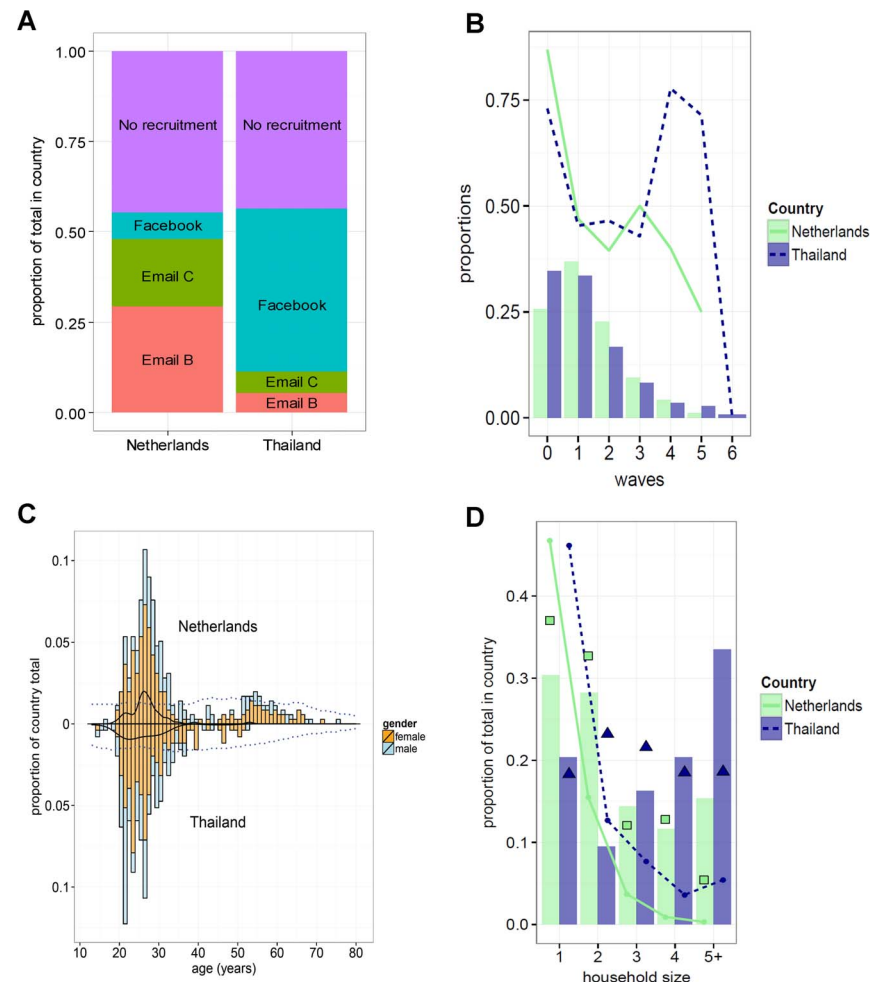 A
1.00
0.75
0.50
0.25
0.00
proportion of total in country
No recruitment
Facebook
Email C
Email B
No recruitment
Facebook
Email C
Email B
Netherlands
Thailand
B
0.75
0.50
0.25
0.00
proportions
0 1 2 3 4 5 6
waves
Country
Netherlands
Thailand
C
0.1
0.05
0
0.05
0.1
proportion of country total
Netherlands
Thailand
10 20 30 40 50 60 70 80
age (years)
gender
female
male
D
0.4
0.3
0.2
0.1
0.0
proportion of total in country
1 2 3 4 5+
household size
Country
Netherlands
Thailand